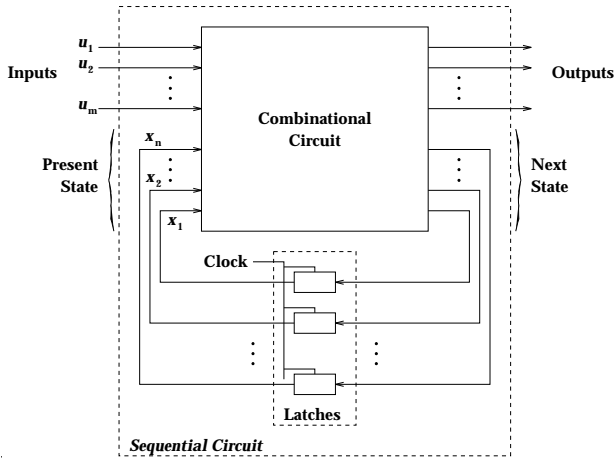 u1
Inputs
u2
Outputs
um
Combinational
Circuit
xn
Present
State
Next
State
x2
x1
Clock
Latches
Sequential Circuit